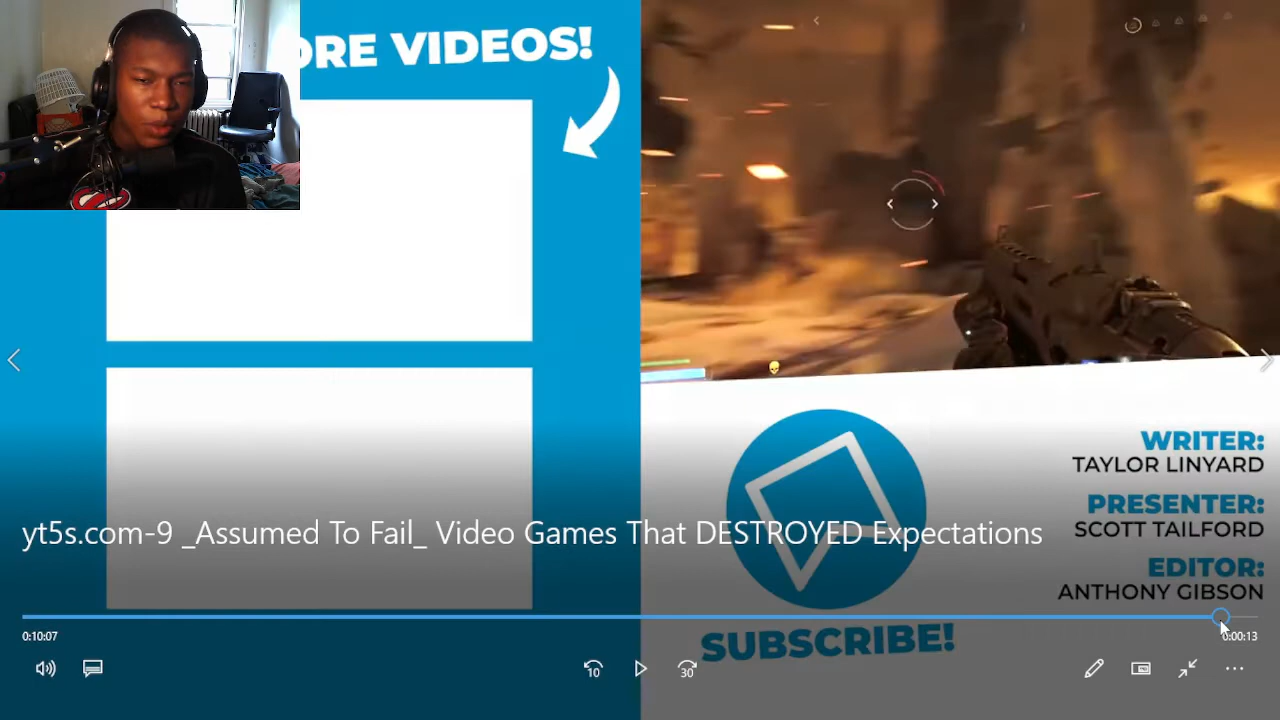 ORE VIDEOS!
WRITER:
TAYLOR LINYARD
PRESENTER:
SCOTT TAILFORD
EDITOR:
ANTHONY GIBSON
yt5s.com-9 _Assumed To Fail_ Video Games That DESTROYED Expectations
SUBSCRIBE!
0:10:07
0:00:13
10
30